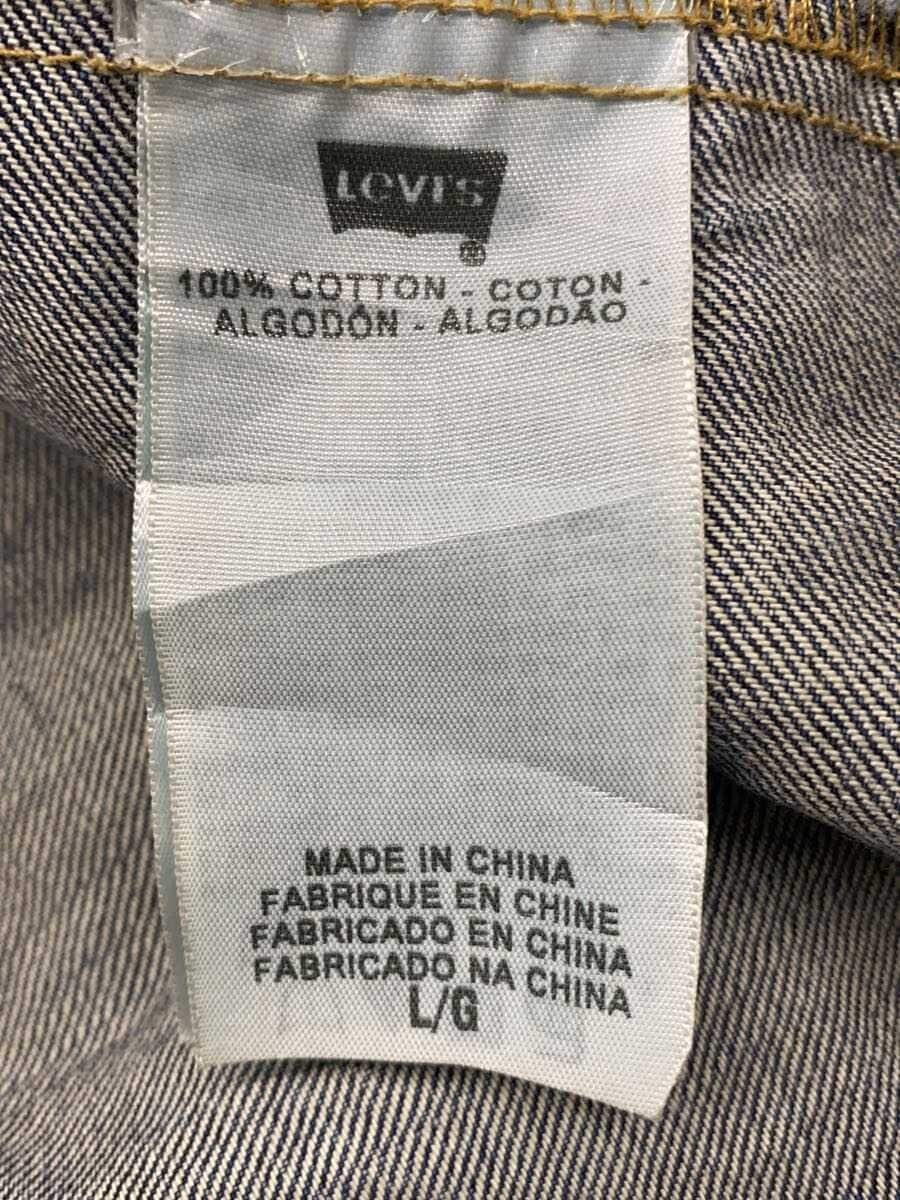 LEVI'S ®
100% COTTON - COTON -
ALGODÓN - ALGODÃO
MADE IN CHINA
FABRIQUE EN CHINE
FABRICADO EN CHINA
FABRICADO NA CHINA
L/G